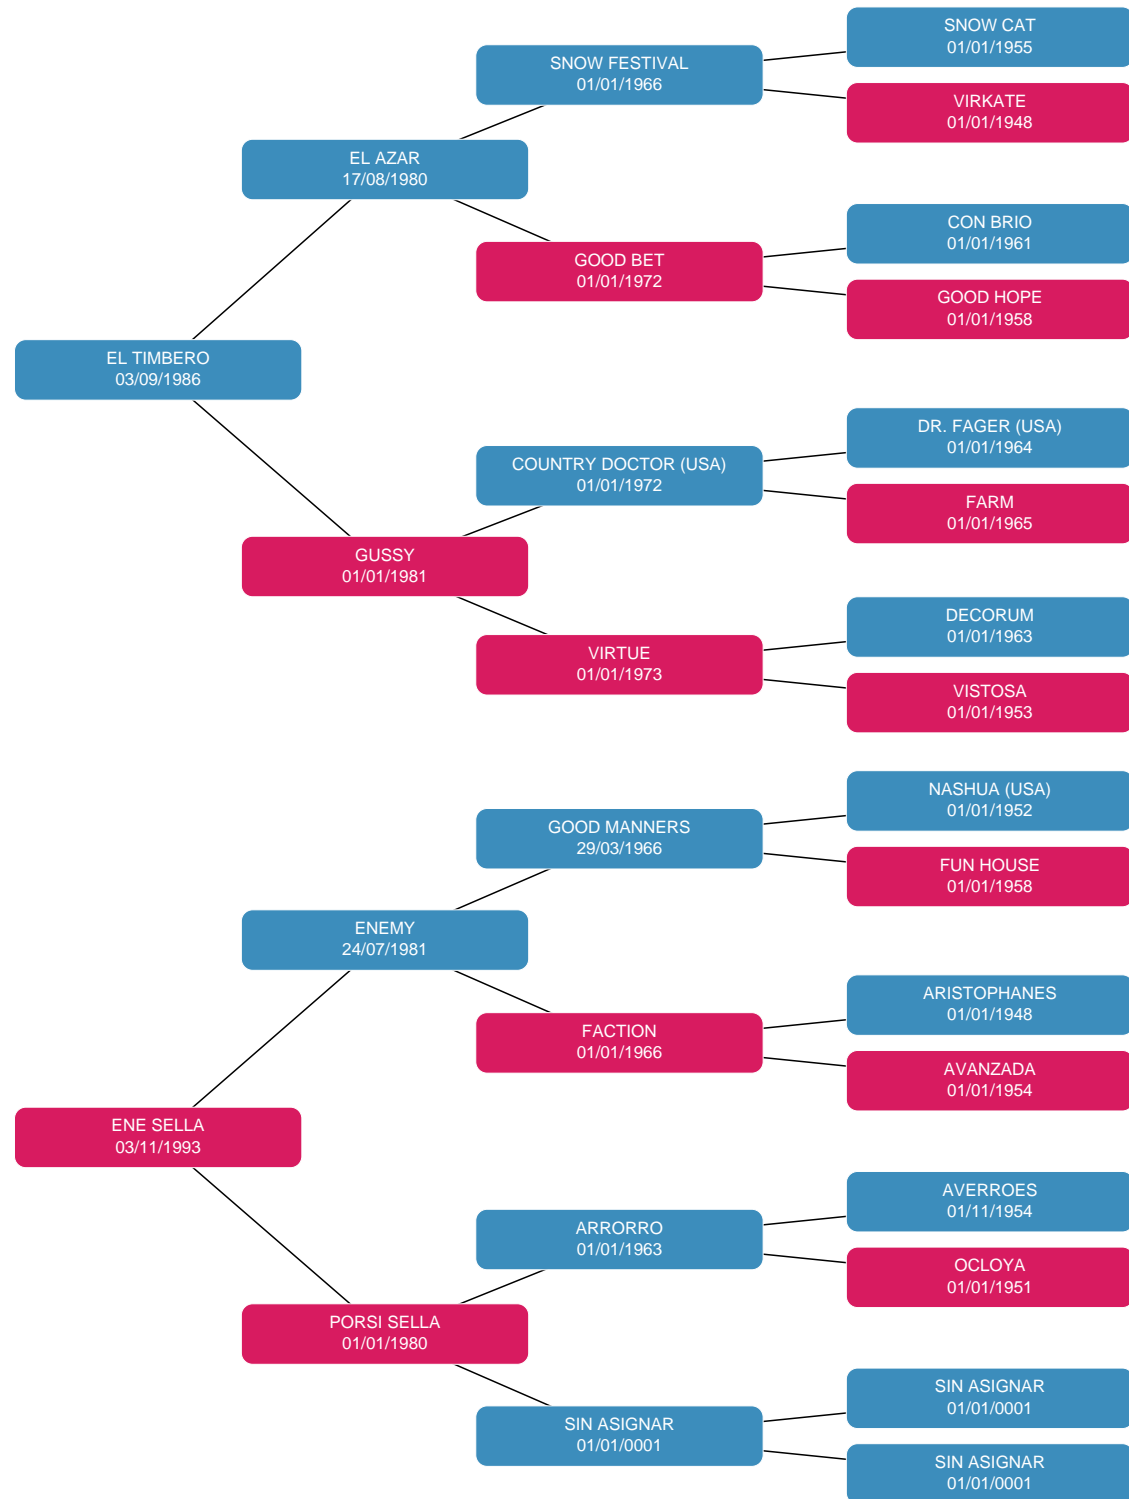 SNOW CAT
01/01/1955
SNOW FESTIVAL
01/01/1966
VIRKATE
01/01/1948
EL AZAR
17/08/1980
CON BRIO
01/01/1961
GOOD BET
01/01/1972
GOOD HOPE
01/01/1958
EL TIMBERO
03/09/1986
DR. FAGER (USA)
01/01/1964
COUNTRY DOCTOR (USA)
01/01/1972
FARM
01/01/1965
GUSSY
01/01/1981
DECORUM
01/01/1963
VIRTUE
01/01/1973
VISTOSA
01/01/1953
NASHUA (USA)
01/01/1952
GOOD MANNERS
29/03/1966
FUN HOUSE
01/01/1958
ENEMY
24/07/1981
ARISTOPHANES
01/01/1948
FACTION
01/01/1966
AVANZADA
01/01/1954
ENE SELLA
03/11/1993
AVERROES
01/11/1954
ARRORRO
01/01/1963
OCLOYA
01/01/1951
PORSI SELLA
01/01/1980
SIN ASIGNAR
01/01/0001
SIN ASIGNAR
01/01/0001
SIN ASIGNAR
01/01/0001